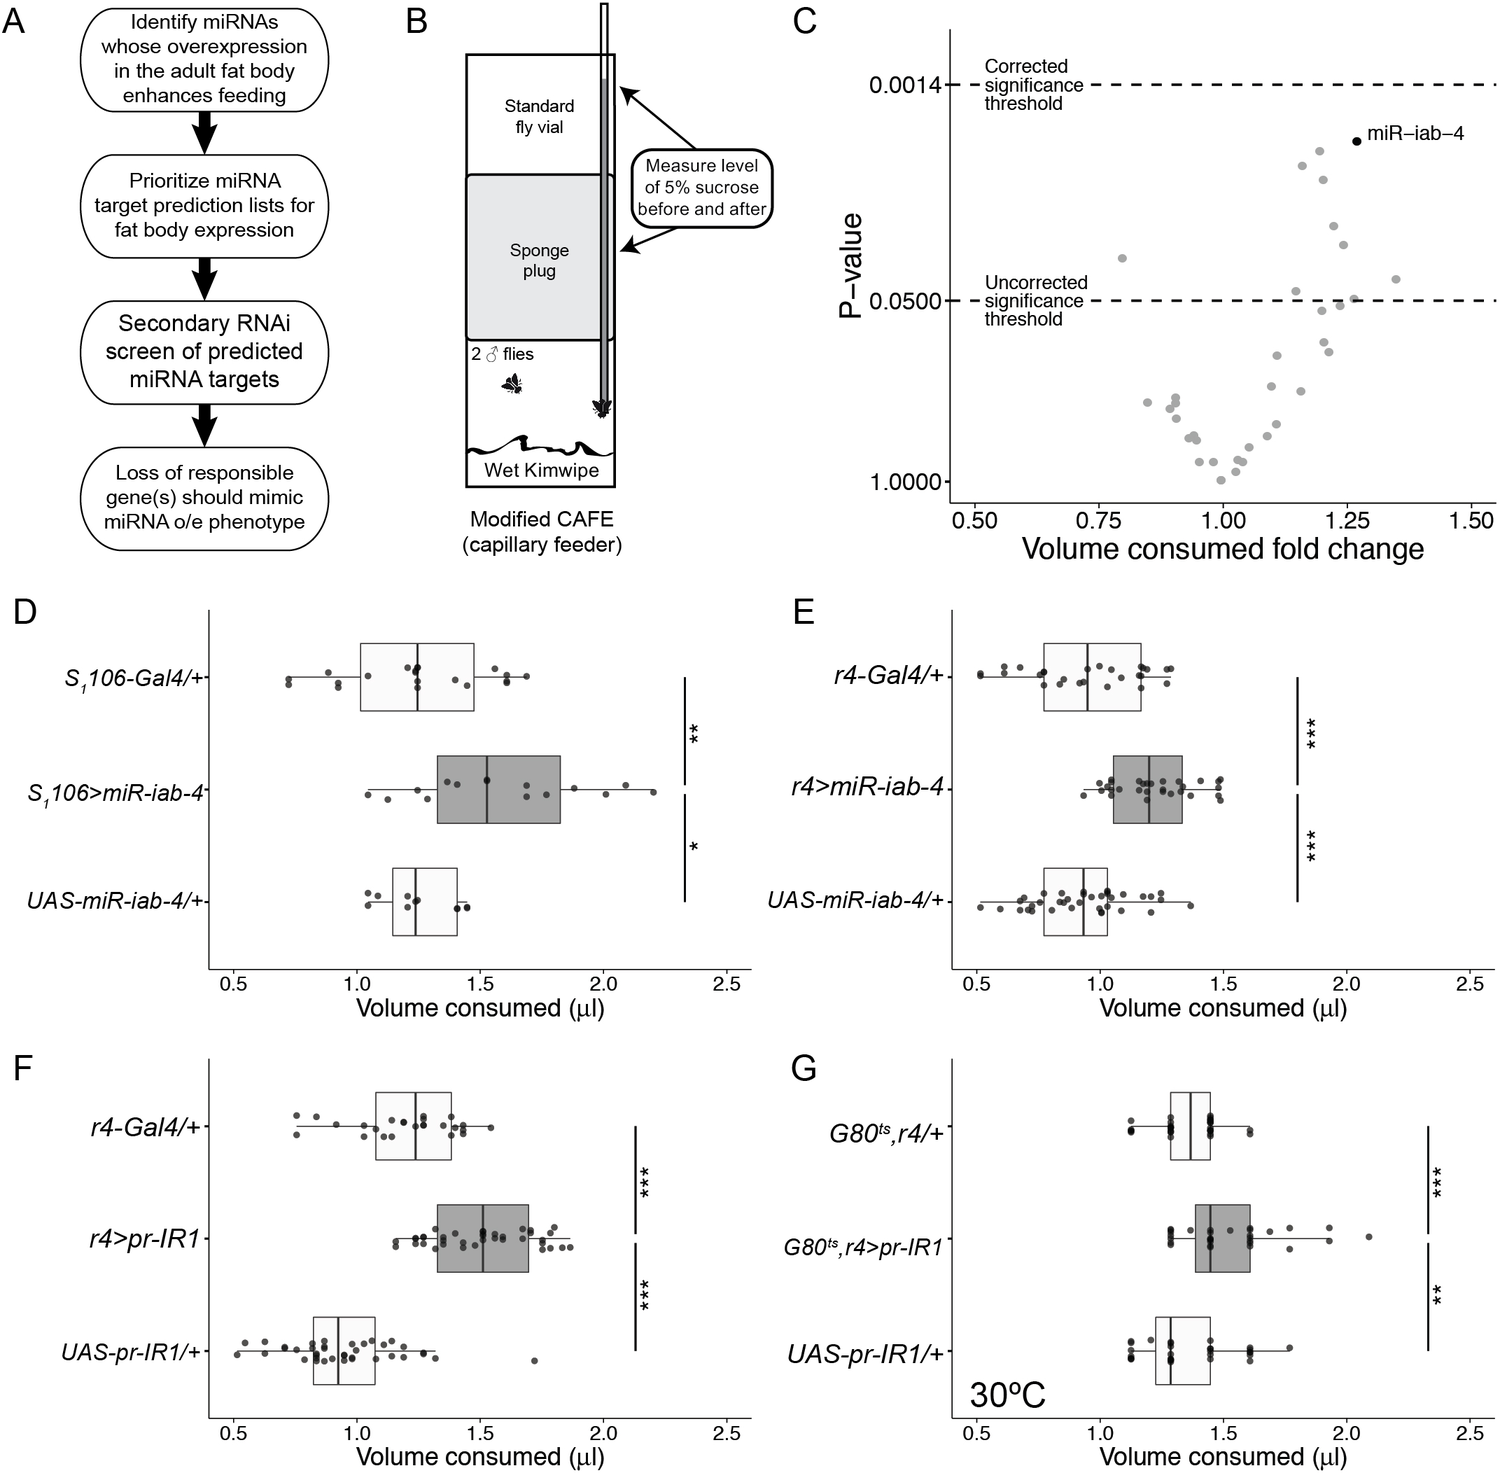 A
Identify miRNAs
whose overexpression
in the adult fat body
enhances feeding
Prioritize miRNA
target prediction lists for
fat body expression
Secondary RNAi
screen of predicted
miRNA targets
Loss of responsible
gene(s) should mimic
miRNA o/e phenotype
B
Standard
fly vial
Sponge
plug
2 ♂ flies
Wet Kimwipe
Measure level
of 5% sucrose
before and after
Modified CAFE
(capillary feeder)
C
P−value
0.0014
0.0500
1.0000
Corrected
significance
threshold
miR−iab−4
Uncorrected
significance
threshold
0.50 0.75 1.00 1.25 1.50
Volume consumed fold change
D
S₁106-Gal4/+
S₁106>miR-iab-4
UAS-miR-iab-4/+
**
*
0.5 1.0 1.5 2.0 2.5
Volume consumed (μl)
E
r4-Gal4/+
r4>miR-iab-4
UAS-miR-iab-4/+
***
***
0.5 1.0 1.5 2.0 2.5
Volume consumed (μl)
F
r4-Gal4/+
r4>pr-IR1
UAS-pr-IR1/+
***
***
0.5 1.0 1.5 2.0 2.5
Volume consumed (μl)
G
G80ᵗˢ,r4/+
G80ᵗˢ,r4>pr-IR1
UAS-pr-IR1/+
***
**
30ºC
0.5 1.0 1.5 2.0 2.5
Volume consumed (μl)